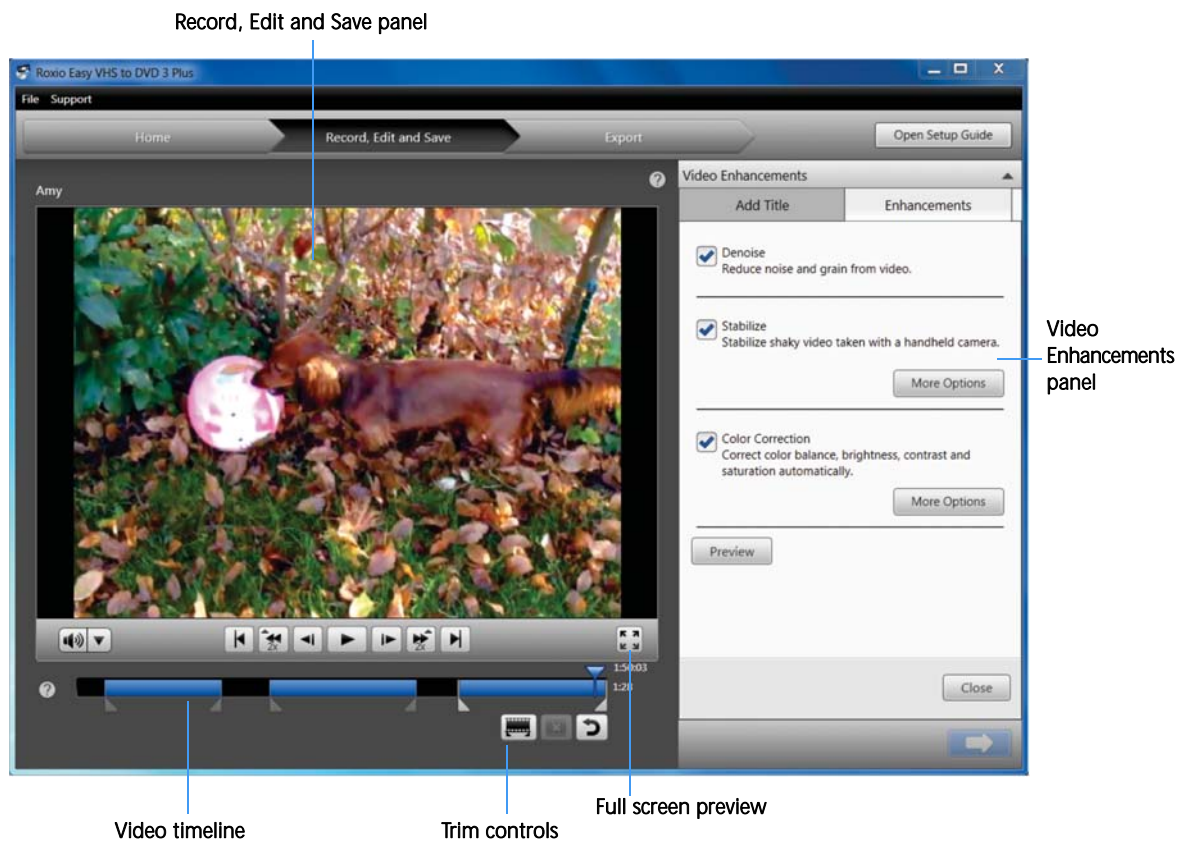 Record, Edit and Save panel
Roxio Easy VHS to DVD 3 Plus
File Support
Home
Record, Edit and Save
Export
Open Setup Guide
Amy
Video Enhancements
Add Title
Enhancements
Denoise
Reduce noise and grain from video.
Stabilize
Stabilize shaky video taken with a handheld camera.
More Options
Color Correction
Correct color balance, brightness, contrast and
saturation automatically.
More Options
Preview
Video
Enhancements
panel
2x
2x
1:50:03
1:28
Close
Full screen preview
Video timeline
Trim controls